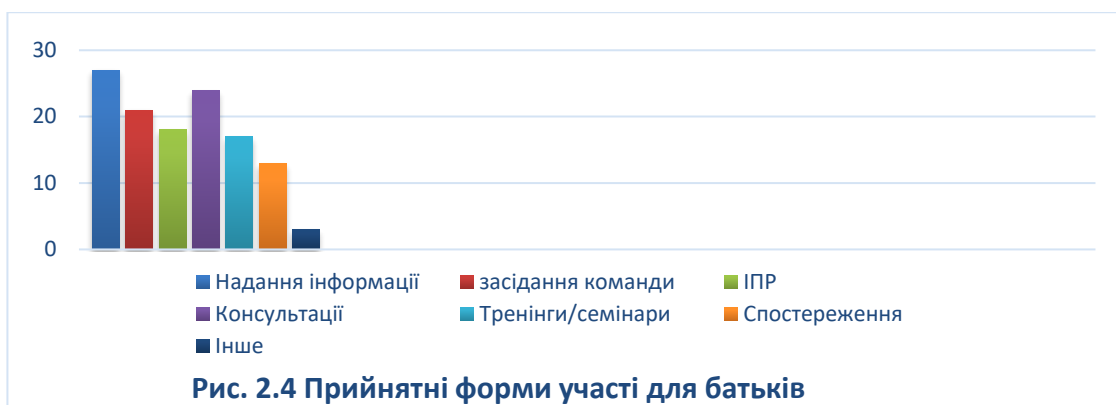 30
20
10
0
Надання інформації засідання команди ІПР
Консультації Тренінги/семінари Спостереження
Інше
Рис. 2.4 Прийнятні форми участі для батьків